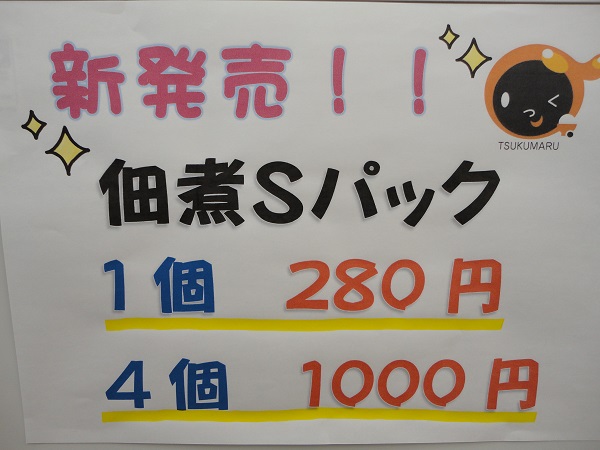 新発売！！
TSUKUMARU
佃煮Sパック
1個 280円
4個 1000円